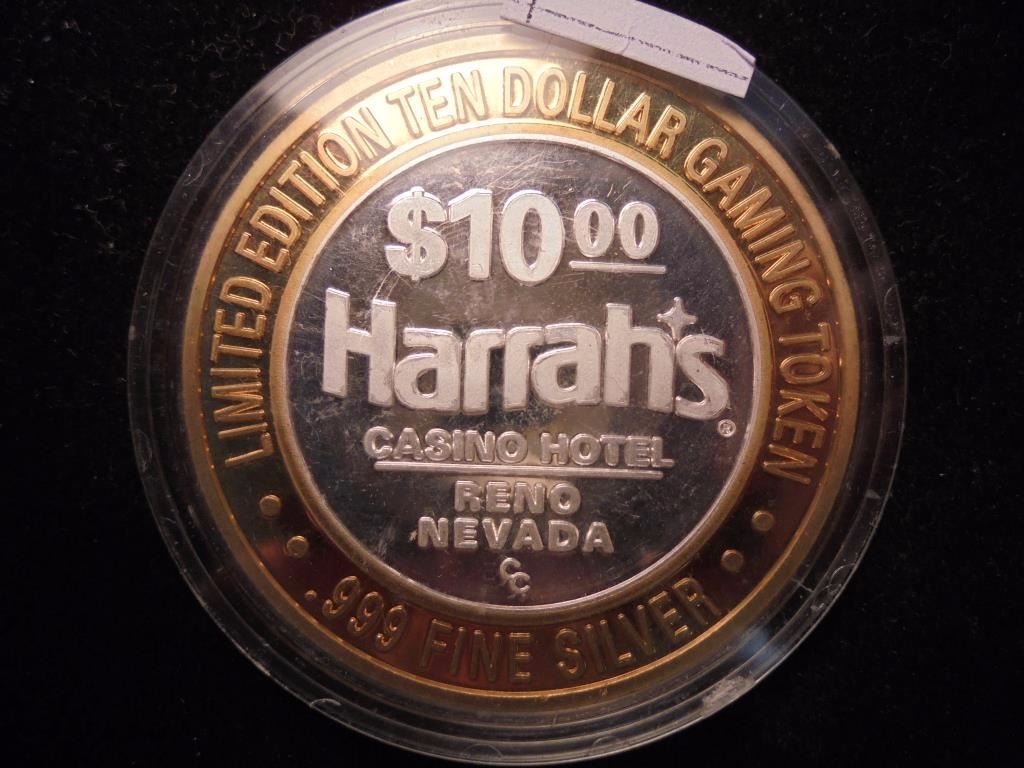 LIMITED EDITION TEN DOLLAR GAMING TOKEN
$10.00
Harrah's®
CASINO HOTEL
RENO
NEVADA
CC
.999 FINE SILVER